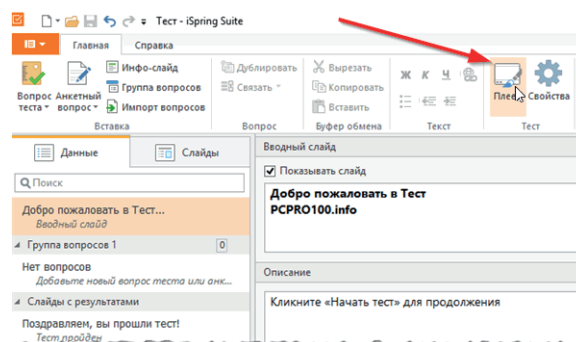 Тест - iSpring Suite
Главная Справка
Вопрос теста
Анкетный вопрос
Инфо-слайд
Группа вопросов
Импорт вопросов
Вставка
Дублировать
Связать
Вопрос
Вырезать
Копировать
Вставить
Буфер обмена
Ж К Ч
Текст
Плеер Свойства
Тест
Данные Слайды
Поиск
Добро пожаловать в Тест...
Вводный слайд
Группа вопросов 1 0
Нет вопросов
Добавьте новый вопрос теста или анк...
Слайды с результатами
Поздравляем, вы прошли тест!
Тест пройден
Вводный слайд
Показывать слайд
Добро пожаловать в Тест
PCPRO100.info
Описание
Кликните «Начать тест» для продолжения